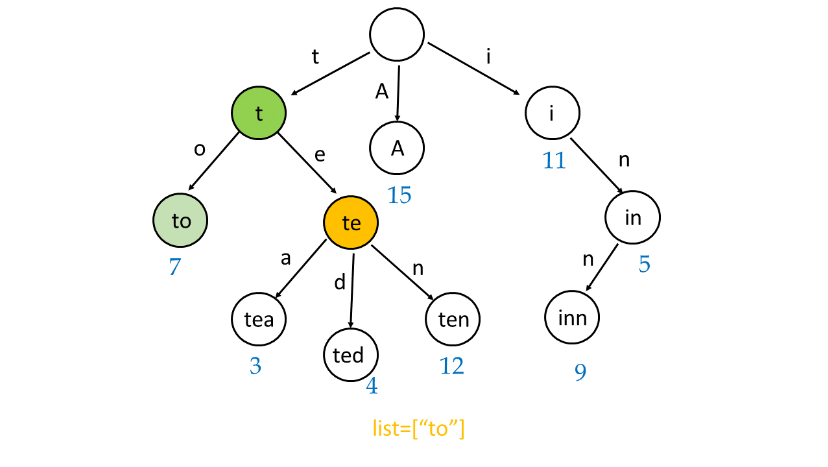 t
A
i
t
A
i
11
15
o
e
n
to
7
te
in
5
a
d
n
n
tea
3
ted
4
ten
12
inn
9
list=[“to”]